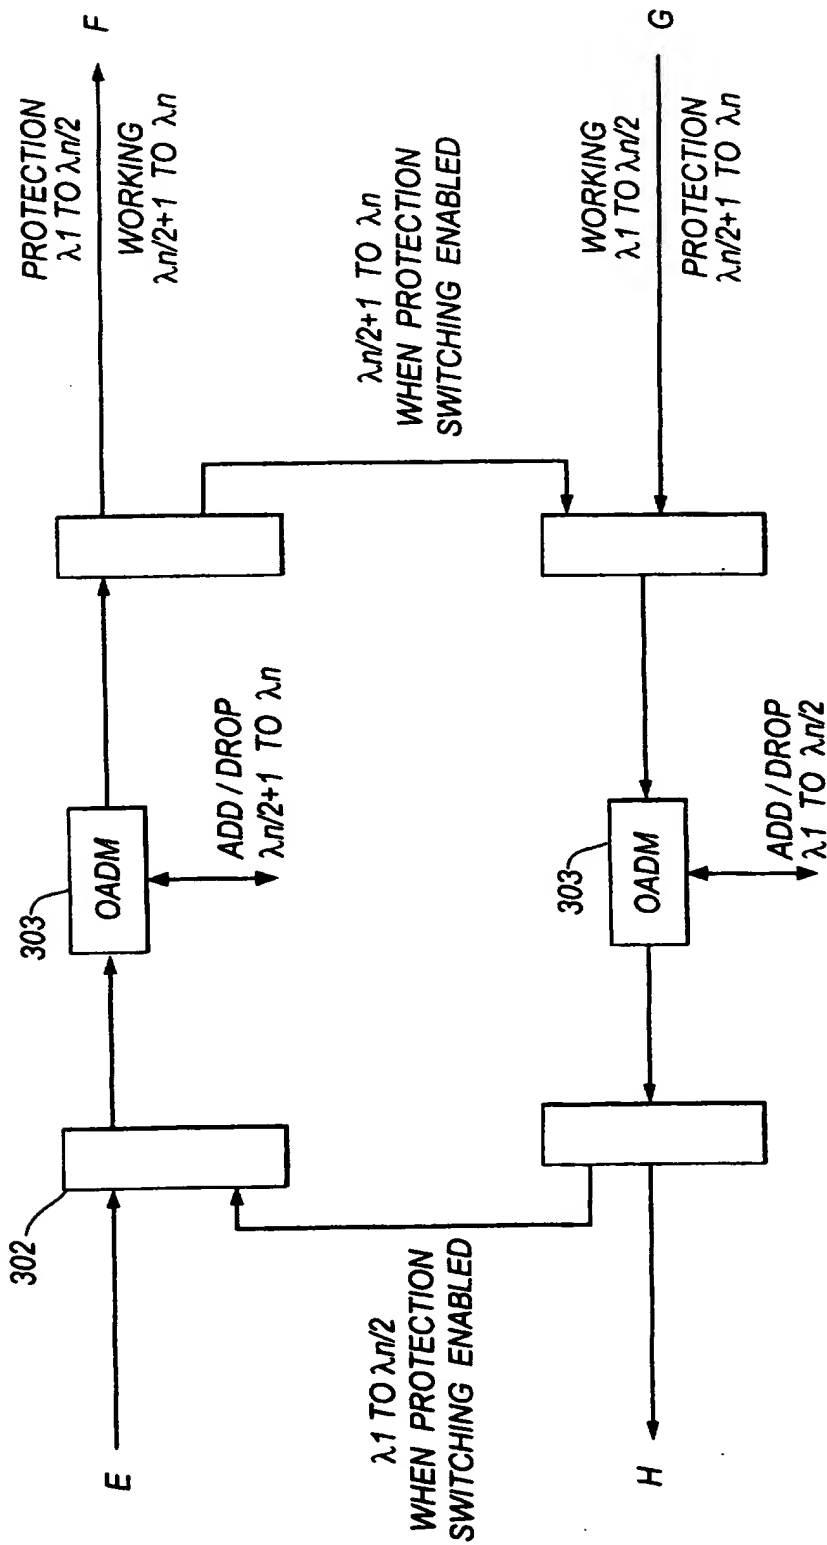 E
302
303
OADM
ADD / DROP
λn/2+1 TO λn
PROTECTION
λ1 TO λn/2
WORKING
λn/2+1 TO λn
F
λ1 TO λn/2
WHEN PROTECTION
SWITCHING ENABLED
λn/2+1 TO λn
WHEN PROTECTION
SWITCHING ENABLED
H
303
OADM
ADD / DROP
λ1 TO λn/2
WORKING
λ1 TO λn/2
PROTECTION
λn/2+1 TO λn
G